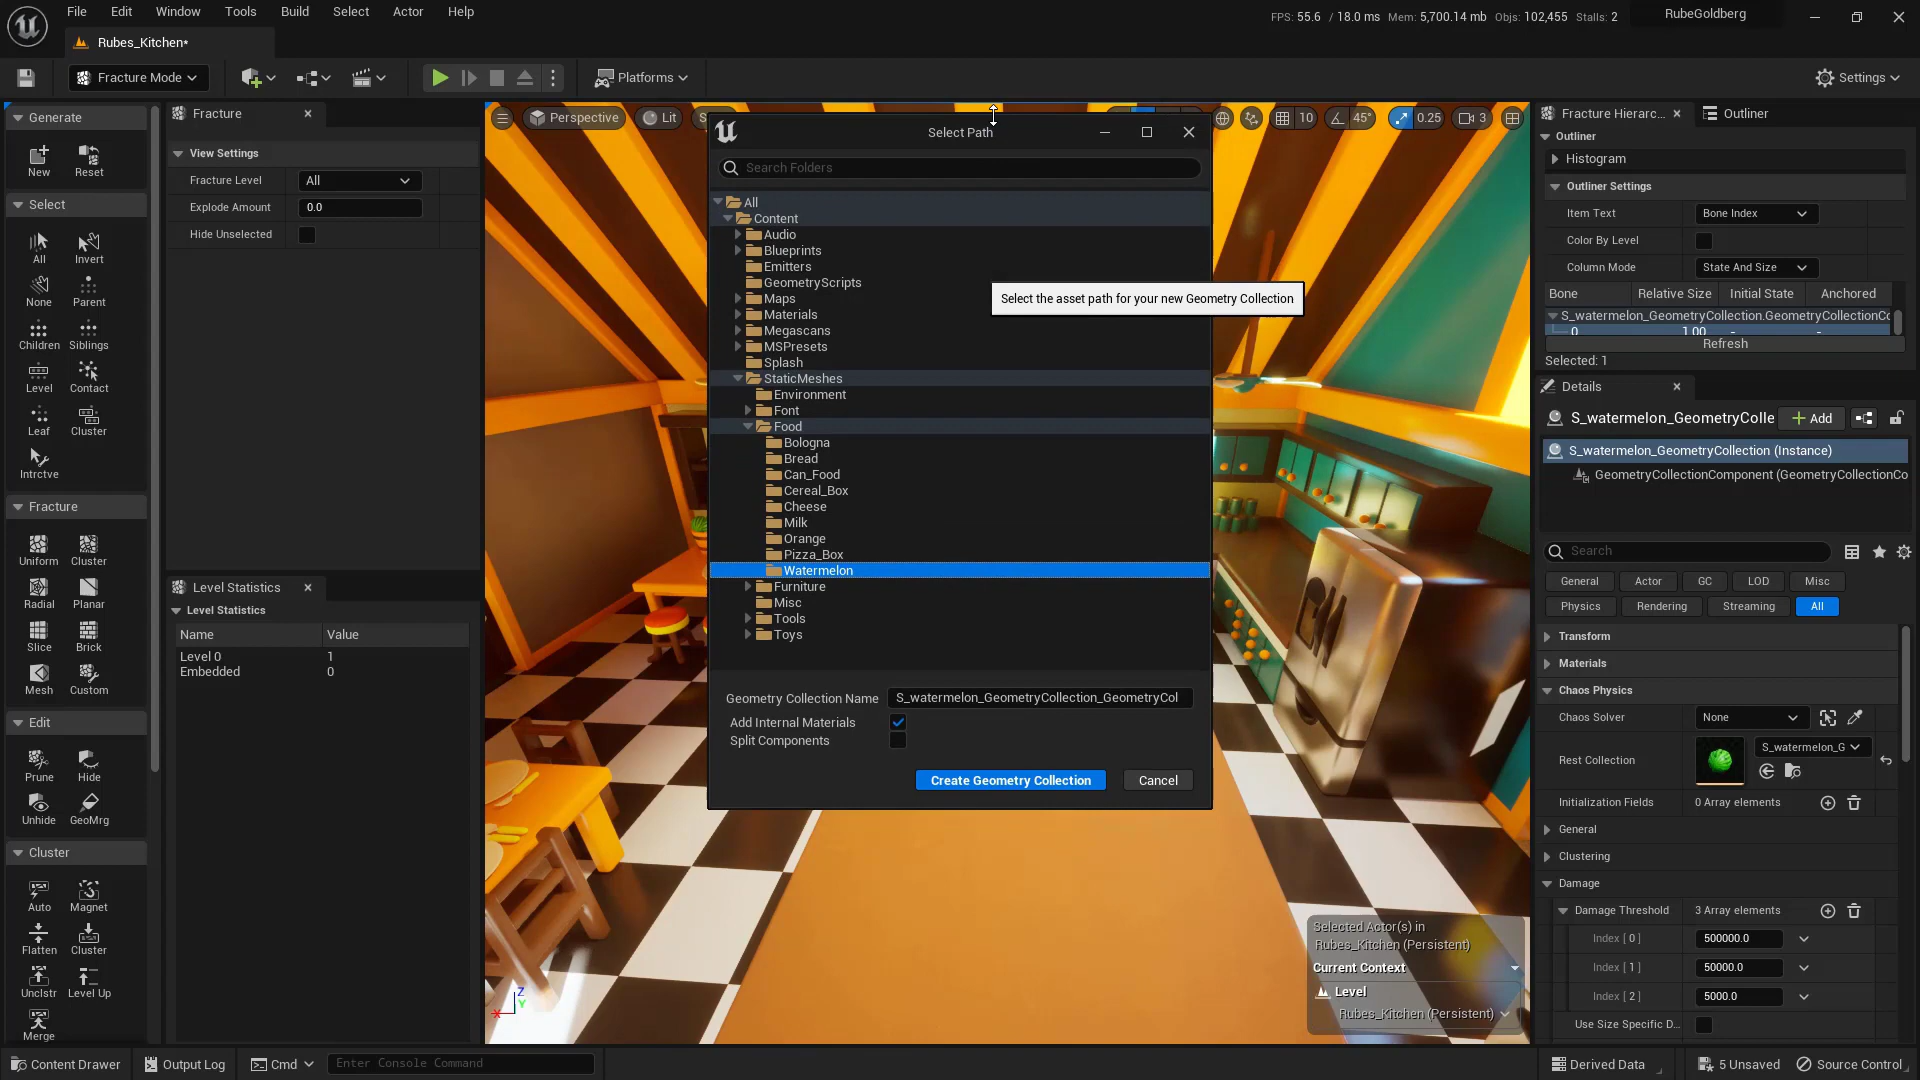 File Edit Window Tools Build Select Actor Help
FPS: 55.6 / 18.0 ms Mem: 5,700.14 mb Objs: 102,455 Stalls: 2
RubeGoldberg
Rubes_Kitchen*
Fracture Mode
Platforms
Settings
Generate
New Reset
Select
All Invert
None Parent
Children Siblings
Level Contact
Leaf Cluster
Intrctve
Fracture
Uniform Cluster
Radial Planar
Slice Brick
Mesh Custom
Edit
Prune Hide
Unhide GeoMrg
Cluster
Auto Magnet
Flatten Cluster
Unclstr Level Up
Merge
Fracture
View Settings
Fracture Level All
Explode Amount 0.0
Hide Unselected
Level Statistics
Level Statistics
Name Value
Level 0 1
Embedded 0
Perspective Lit S
10 45° 0.25 3
Select Path
Search Folders
All
Content
Audio
Blueprints
Emitters
GeometryScripts
Maps
Materials
Megascans
MSPresets
Splash
StaticMeshes
Environment
Font
Food
Bologna
Bread
Can_Food
Cereal_Box
Cheese
Milk
Orange
Pizza_Box
Watermelon
Furniture
Misc
Tools
Toys
Select the asset path for your new Geometry Collection
Geometry Collection Name S_watermelon_GeometryCollection_GeometryCol
Add Internal Materials
Split Components
Create Geometry Collection Cancel
Selected Actor(s) in
Rubes_Kitchen (Persistent)
Current Context
Level
Rubes_Kitchen (Persistent)
Z
Y
X
Fracture Hierarc... Outliner
Outliner
Histogram
Outliner Settings
Item Text Bone Index
Color By Level
Column Mode State And Size
Bone Relative Size Initial State Anchored
S_watermelon_GeometryCollection.GeometryCollectionCo
0 1.00 - -
Refresh
Selected: 1
Details
S_watermelon_GeometryColle Add
S_watermelon_GeometryCollection (Instance)
GeometryCollectionComponent (GeometryCollectionCo
Search
General Actor GC LOD Misc
Physics Rendering Streaming All
Transform
Materials
Chaos Physics
Chaos Solver None
Rest Collection S_watermelon_G
Initialization Fields 0 Array elements
General
Clustering
Damage
Damage Threshold 3 Array elements
Index [ 0 ] 500000.0
Index [ 1 ] 50000.0
Index [ 2 ] 5000.0
Use Size Specific D...
Content Drawer Output Log Cmd Enter Console Command
Derived Data 5 Unsaved Source Control